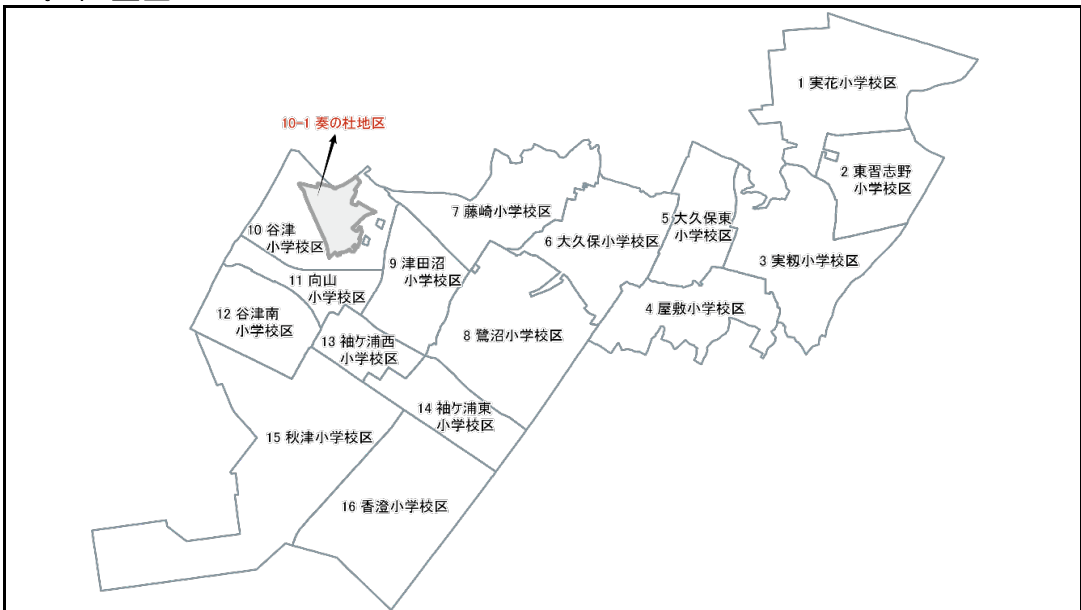 1 実花小学校区
10-1 奏の杜地区
2 東習志野
小学校区
7 藤崎小学校区
5 大久保東
小学校区
10 谷津
小学校区
6 大久保小学校区
3 実籾小学校区
9 津田沼
小学校区
11 向山
小学校区
4 屋敷小学校区
12 谷津南
小学校区
8 鷺沼小学校区
13 袖ケ浦西
小学校区
14 袖ケ浦東
小学校区
15 秋津小学校区
16 香澄小学校区